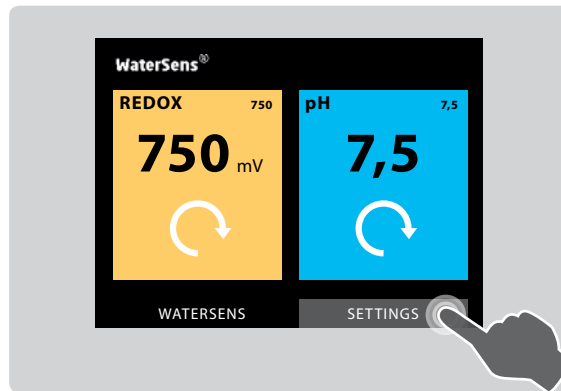 WaterSens®
REDOX 750
750 mV
pH 7,5
7,5
WATERSENS
SETTINGS